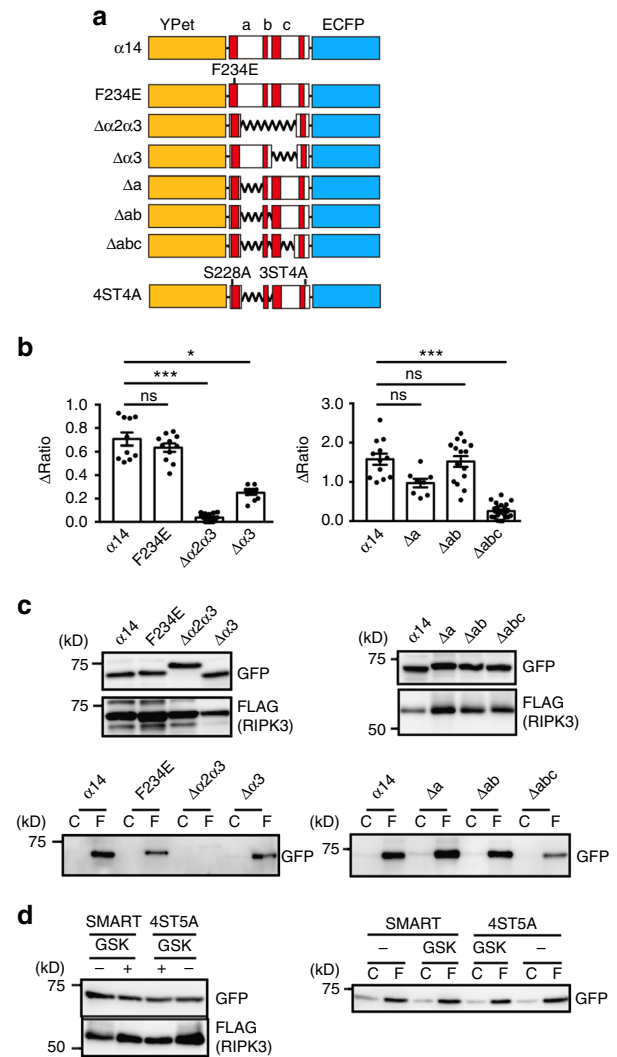 a
YPet a b c ECFP
α14
F234E
F234E
Δα2α3
Δα3
Δa
Δab
Δabc
S228A 3ST4A
4ST4A
b
*
***
ns
ΔRatio
1.0
0.8
0.6
0.4
0.2
0.0
α14 F234E Δα2α3 Δα3
***
ns
ns
ΔRatio
3.0
2.0
1.0
0.0
α14 Δa Δab Δabc
c
(kD) α14 F234E Δα2α3 Δα3
75 GFP
75 FLAG
(RIPK3)
(kD) α14 Δa Δab Δabc
75 GFP
FLAG
(RIPK3)
50
α14 F234E Δα2α3 Δα3
(kD) C F C F C F C F
75 GFP
α14 Δa Δab Δabc
(kD) C F C F C F C F
75 GFP
d
SMART 4ST5A
GSK GSK
(kD) – + + –
75 GFP
FLAG
(RIPK3)
50
SMART 4ST5A
– GSK GSK –
(kD) C F C F C F C F
75 GFP